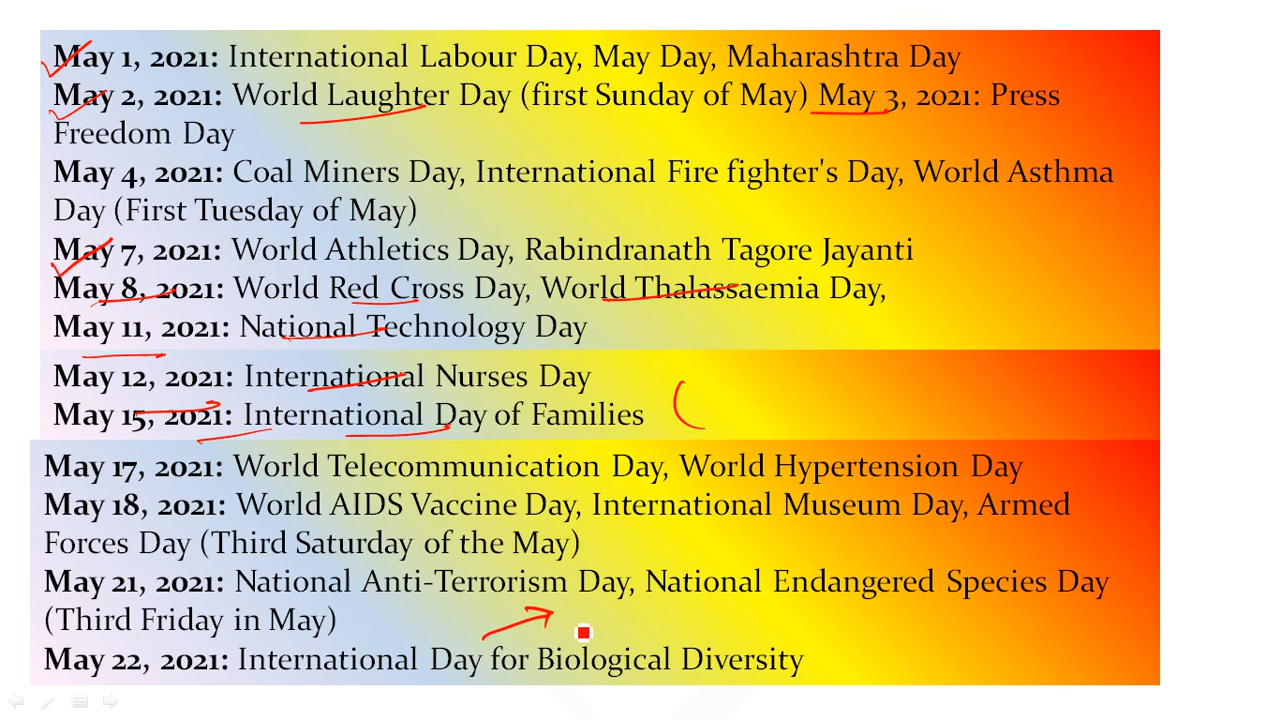 May 1, 2021: International Labour Day, May Day, Maharashtra Day
May 2, 2021: World Laughter Day (first Sunday of May) May 3, 2021: Press
Freedom Day
May 4, 2021: Coal Miners Day, International Fire fighter's Day, World Asthma
Day (First Tuesday of May)
May 7, 2021: World Athletics Day, Rabindranath Tagore Jayanti
May 8, 2021: World Red Cross Day, World Thalassaemia Day,
May 11, 2021: National Technology Day
May 12, 2021: International Nurses Day
May 15, 2021: International Day of Families
May 17, 2021: World Telecommunication Day, World Hypertension Day
May 18, 2021: World AIDS Vaccine Day, International Museum Day, Armed
Forces Day (Third Saturday of the May)
May 21, 2021: National Anti-Terrorism Day, National Endangered Species Day
(Third Friday in May)
May 22, 2021: International Day for Biological Diversity